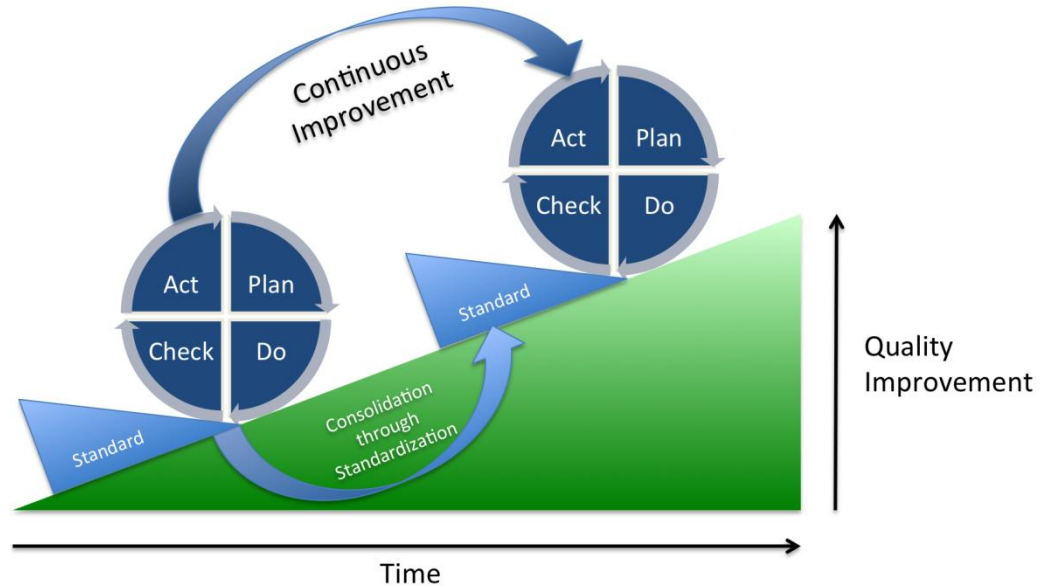 Continuous
Improvement
Act
Plan
Check
Do
Act
Plan
Check
Do
Standard
Standard
Consolidation
through
Standardization
Quality
Improvement
Time